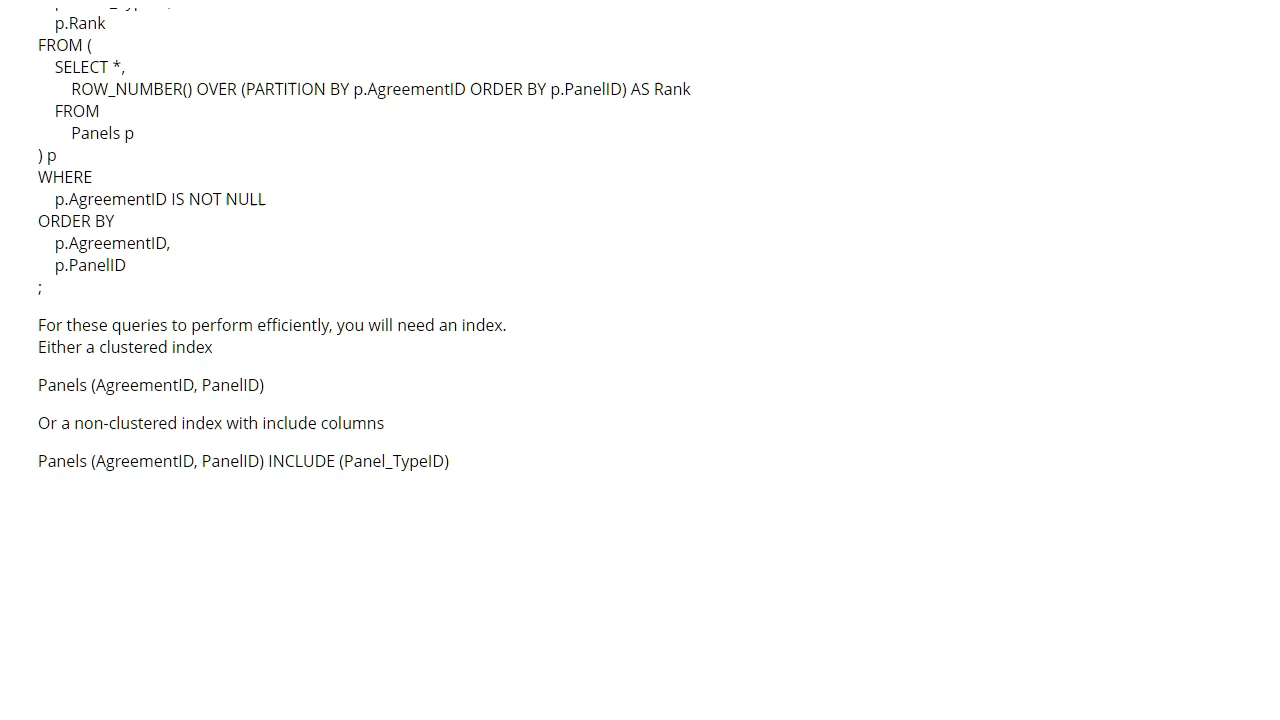 p.Rank
FROM (
SELECT *,
ROW_NUMBER() OVER (PARTITION BY p.AgreementID ORDER BY p.PanelID) AS Rank
FROM
Panels p
) p
WHERE
p.AgreementID IS NOT NULL
ORDER BY
p.AgreementID,
p.PanelID
;
For these queries to perform efficiently, you will need an index.
Either a clustered index
Panels (AgreementID, PanelID)
Or a non-clustered index with include columns
Panels (AgreementID, PanelID) INCLUDE (Panel_TypeID)